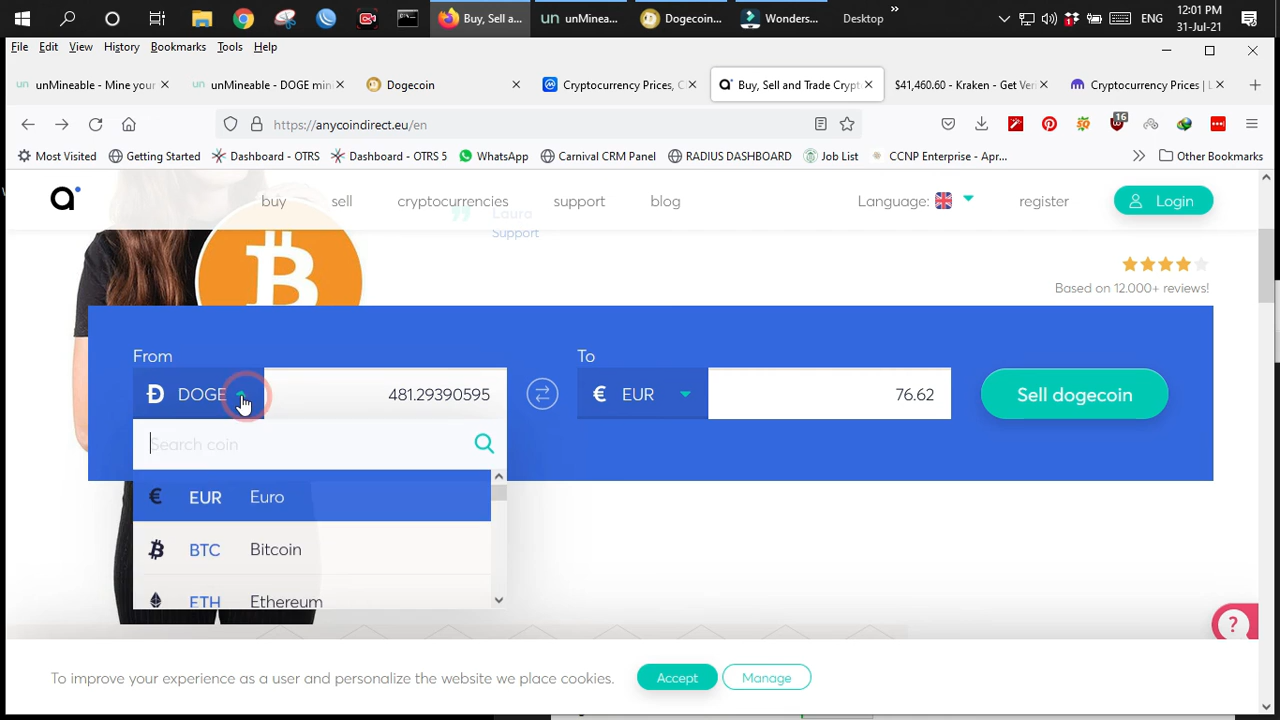 Buy, Sell a...
unMinea...
Dogecoin...
Wonders...
Desktop
ENG
12:01 PM
31-Jul-21
File Edit View History Bookmarks Tools Help
unMineable - Mine your
unMineable - DOGE mini
Dogecoin
Cryptocurrency Prices, C
Buy, Sell and Trade Crypt
$41,460.60 - Kraken - Get Ver
Cryptocurrency Prices | L
https://anycoindirect.eu/en
16
Most Visited Getting Started Dashboard - OTRS Dashboard - OTRS 5 WhatsApp Carnival CRM Panel RADIUS DASHBOARD Job List CCNP Enterprise - Apr... Other Bookmarks
buy sell cryptocurrencies support blog Language: register Login
Laura
Support
Based on 12.000+ reviews!
From
To
DOGE 481.29390595
€ EUR 76.62
Sell dogecoin
Search coin
€ EUR Euro
BTC Bitcoin
ETH Ethereum
?
To improve your experience as a user and personalize the website we place cookies. Accept Manage